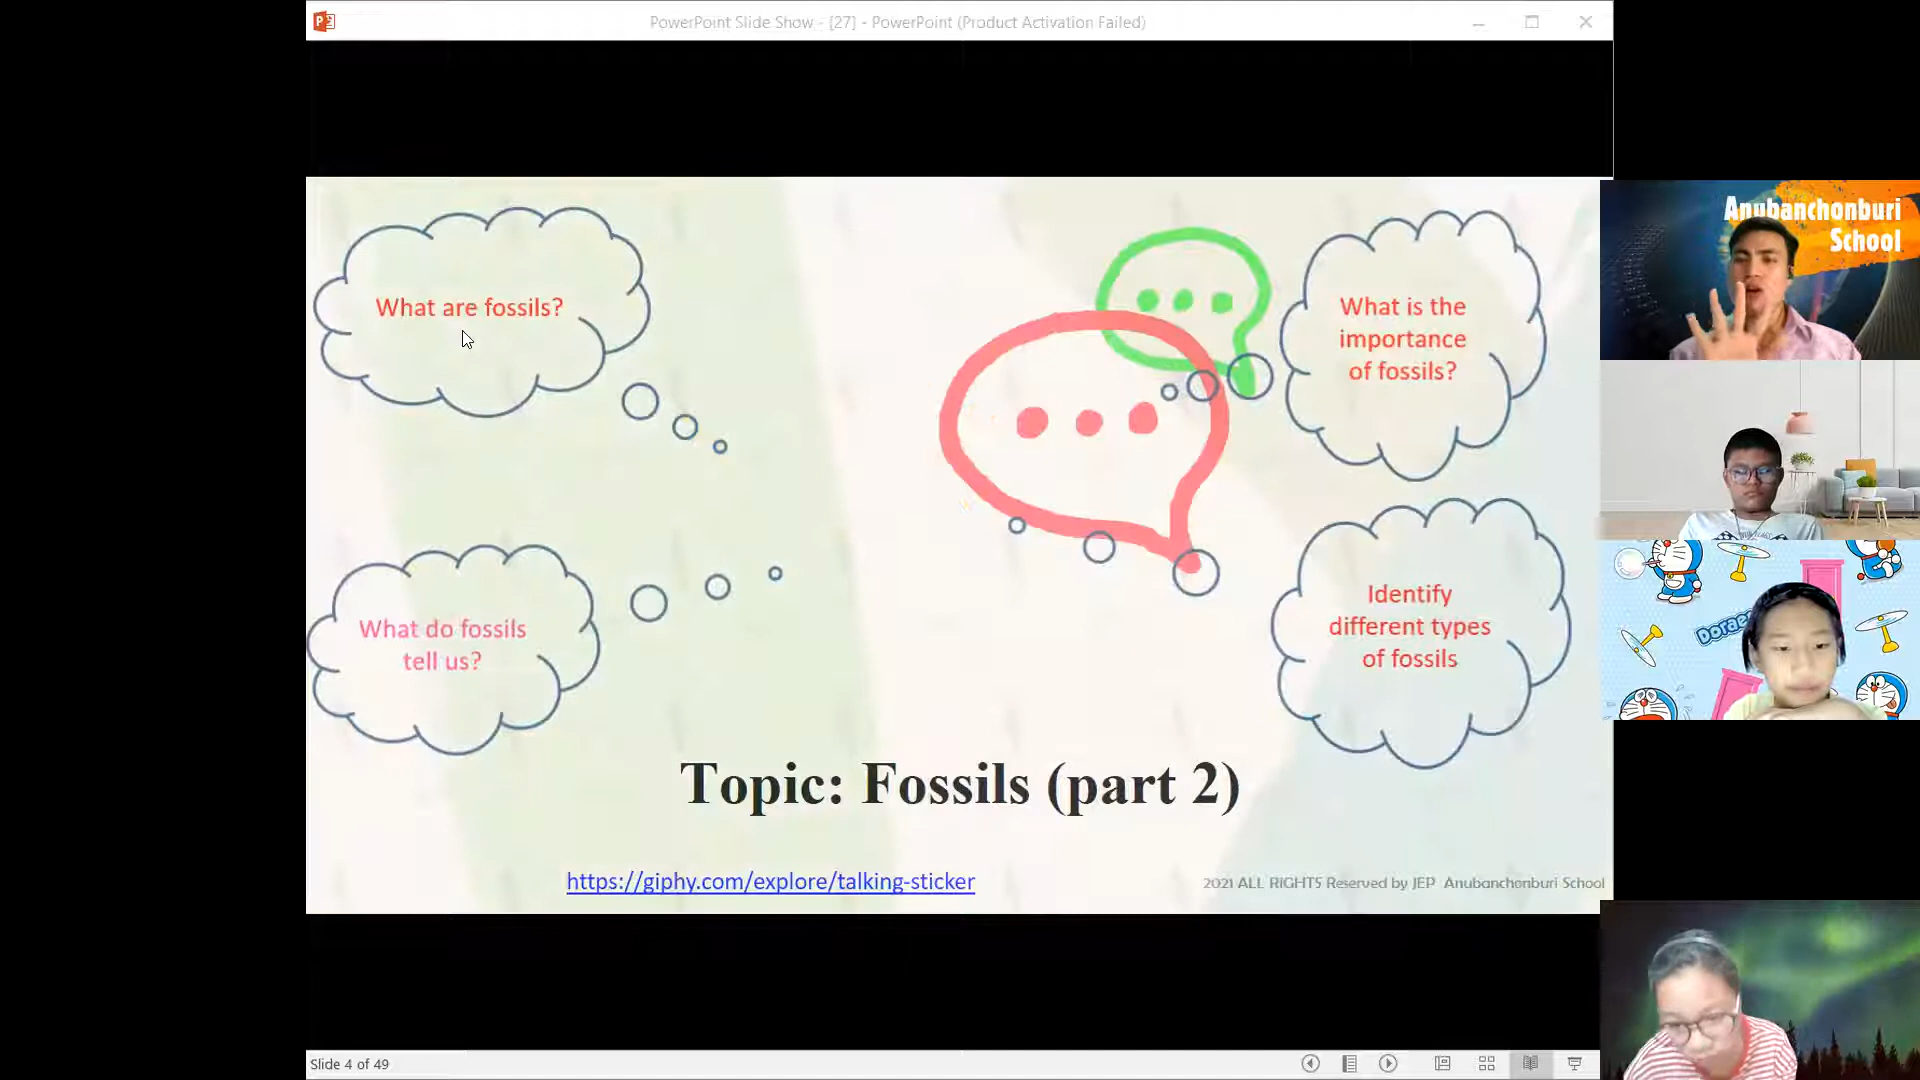 PowerPoint Slide Show - [27] - PowerPoint (Product Activation Failed)
Anubanchonburi
School
What are fossils?
What is the
importance
of fossils?
What do fossils
tell us?
Identify
different types
of fossils
Topic: Fossils (part 2)
https://giphy.com/explore/talking-sticker
2021 ALL RIGHTS Reserved by JEP Anubanchonburi School
Slide 4 of 49